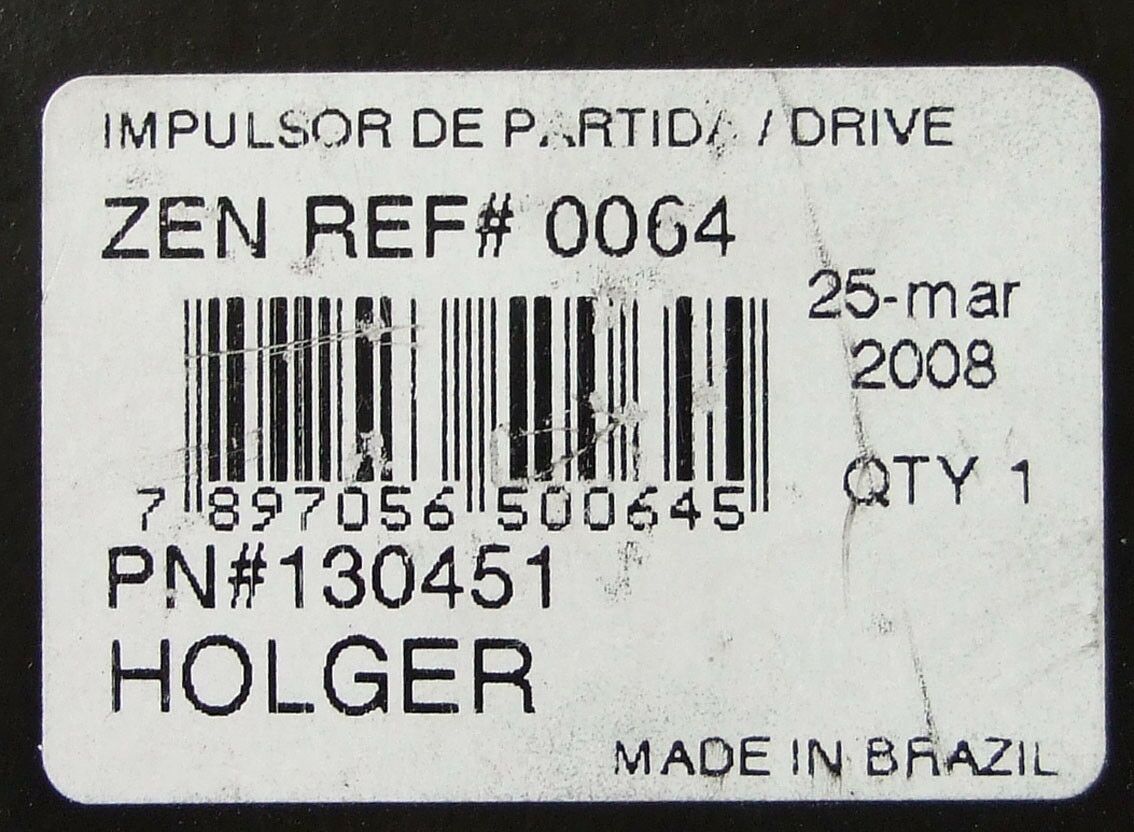 IMPULSOR DE PARTIDA / DRIVE
ZEN REF# 0064
25-mar
2008
7 897056 500645
QTY 1
PN#130451
HOLGER
MADE IN BRAZIL